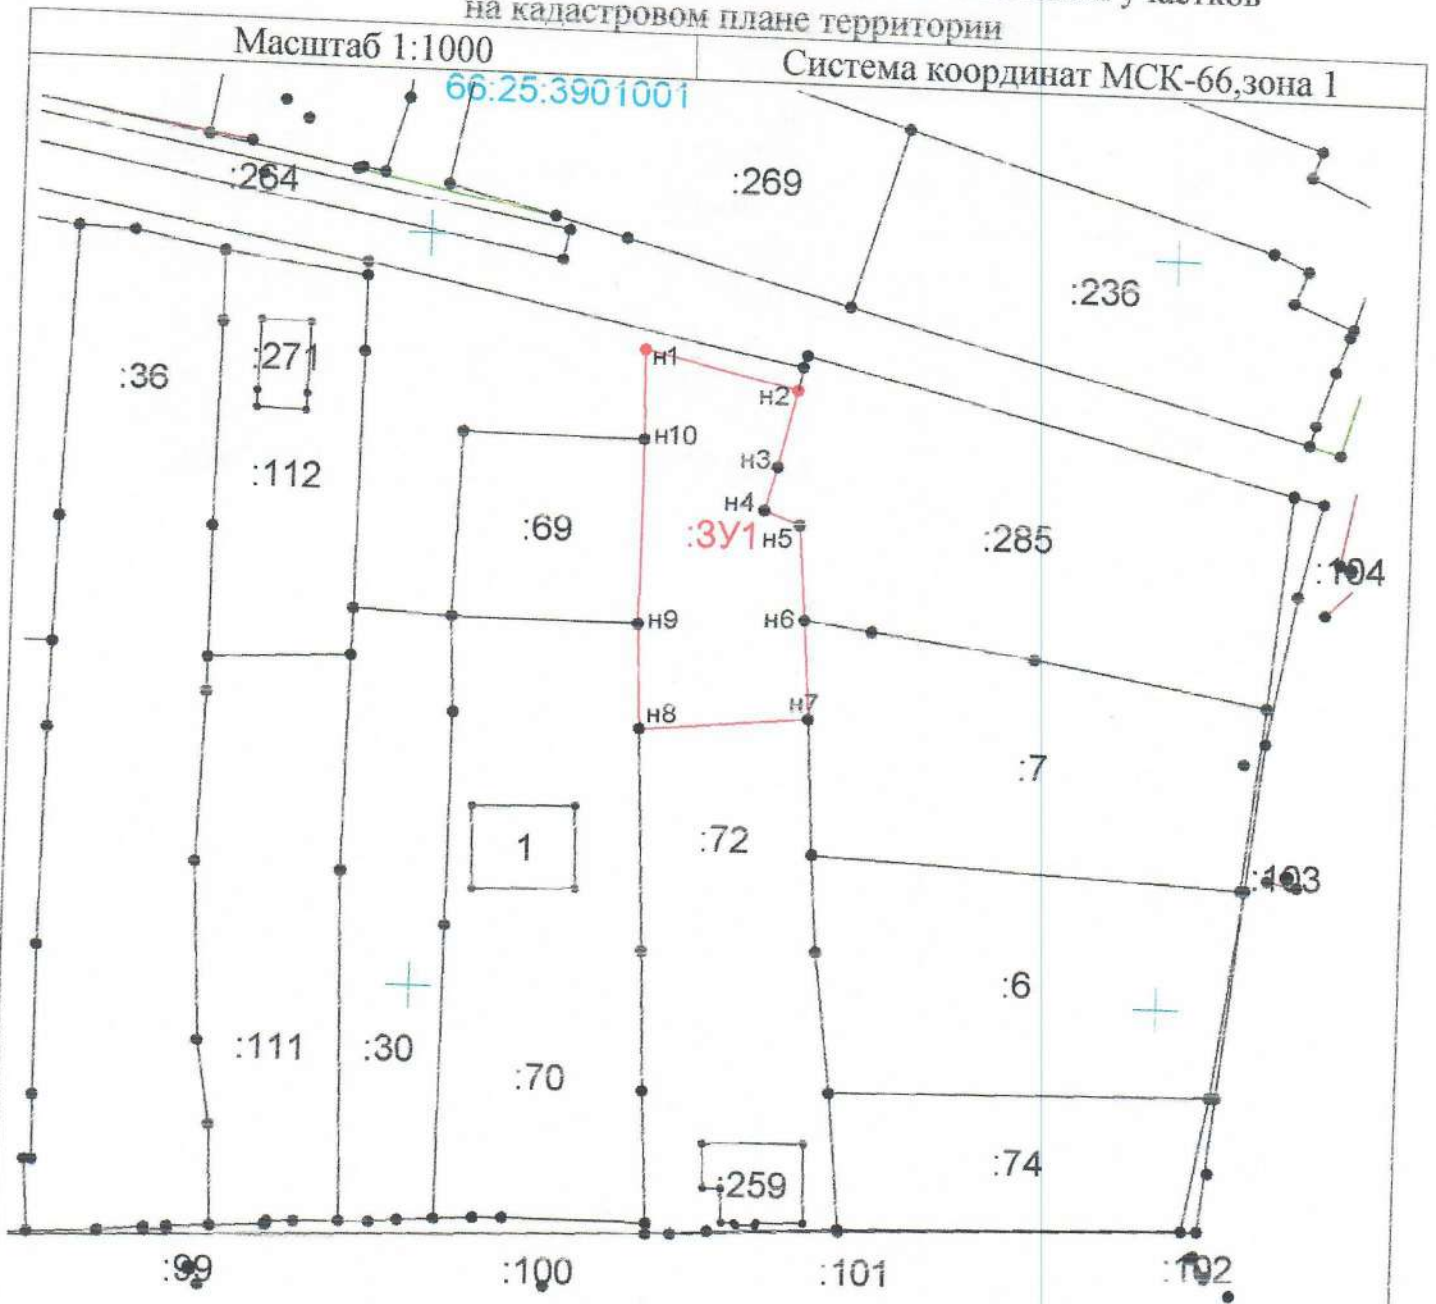 участков
на кадастровом плане территории
Масштаб 1:1000
Система координат МСК-66,зона 1
66:25:3901001
:264
:269
:236
:36
:271
н1
н2
:112
н10
н3
н4
:69
:ЗУ1
н5
:285
:104
н9
н6
н8
н7
:7
1
:72
:103
:6
:111
:30
:70
:74
:259
:99
:100
:101
:102